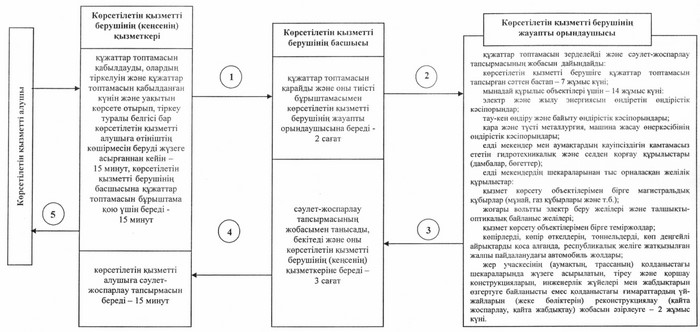 Көрсетілетін қызметті алушы
Көрсетілетін қызметті
берушінің (кеңсенің)
қызметкері
құжаттар топтамасын
қабылдауды, олардың
тіркелуін және құжаттар
топтамасын қабылданған
күнін және уақытын
көрсете отырып, тіркеу
туралы белгісі бар
көрсетілетін қызметті
алушыға өтініштің
көшірмесін беруді жүзеге
асырғаннан кейін –
15 минут, көрсетілетін
қызметті берушінің
басшысына құжаттар
топтамасын бұрыштама
қою үшін береді -
15 минут
көрсетілетін қызметті
алушыға сәулет-
жоспарлау тапсырмасын
береді – 15 минут
1
5
Көрсетілетін қызметті
берушінің басшысы
құжаттар топтамасын
қарайды және оны тиісті
бұрыштамасымен
көрсетілетін қызметті
берушінің жауапты
орындаушысына береді -
2 сағат
сәулет-жоспарлау
тапсырмасының
жобасымен танысады,
бекітеді және оны
көрсетілетін қызметті
берушінің (кеңсенің)
қызметкеріне береді –
3 сағат
2
4
3
Көрсетілетін қызметті берушінің
жауапты орындаушысы
құжаттар топтамасын зерделейді және сәулет-жоспарлау
тапсырмасының жобасын дайындайды:
көрсетілетін қызметті берушіге құжаттар топтамасын
тапсырған сәттен бастап – 7 жұмыс күні;
мынадай құрылыс объектілері үшін – 14 жұмыс күні:
электр және жылу энергиясын өндіретін өндірістік
кәсіпорындар;
тау-кен өндіру және байыту өндірістік кәсіпорындары;
қара және түсті металлургия, машина жасау өнеркәсібінің
өндірістік кәсіпорындары;
елді мекендер мен аумақтардың қауіпсіздігін қамтамасыз
ететін гидротехникалық және селден қорғау құрылыстары
(дамбалар, бөгеттер);
елді мекендердің шекараларынан тыс орналасқан желілік
құрылыстар:
қызмет көрсету объектілерімен бірге магистральдық
құбырлар (мұнай, газ құбырлары және т.б.);
жоғары вольтты электр беру желілері және талшықты-
оптикалық байланыс желілері;
қызмет көрсету объектілерімен бірге теміржолдар;
көпірлерді, көпір өткелдерін, тоннельдерді, көп деңгейлі
айрықтарды қоса алғанда, республикалық желіге жатқызылған
жалпы пайдаланудағы автомобиль жолдары;
жер учаскесінің (аумақтың, трассаның) қолданыстағы
шекараларында жүзеге асырылатын, тіреу және қоршау
конструкцияларын, инженерлік жүйелері мен жабдықтарын
өзгертуге байланысты емес қолданыстағы ғимараттардың үй-
жайларын (жеке бөліктерін) реконструкциялау (қайта
жоспарлау, қайта жабдықтау) жобасын әзірлеуге – 2 жұмыс
күні.